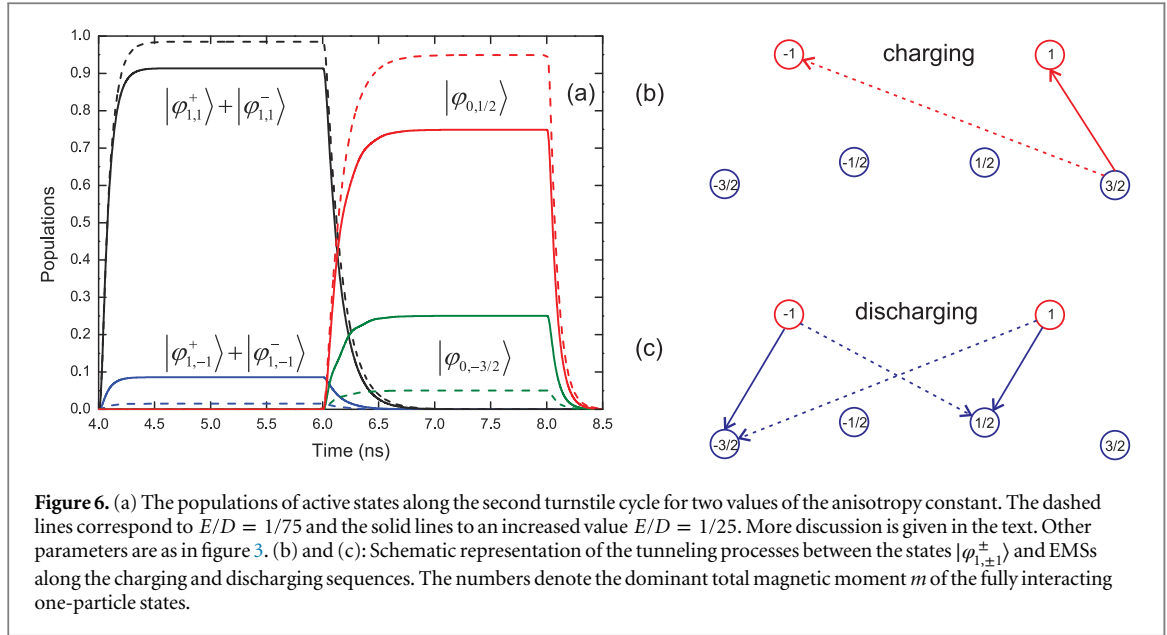 1.0
0.9
0.8
0.7
0.6
0.5
0.4
0.3
0.2
0.1
0.0
Populations
4.0 4.5 5.0 5.5 6.0 6.5 7.0 7.5 8.0 8.5
Time (ns)
|φ⁺₁,₁⟩ + |φ⁻₁,₁⟩
|φ₀,₁/₂⟩
(a)
|φ⁺₁,₋₁⟩ + |φ⁻₁,₋₁⟩
|φ₀,₋₃/₂⟩
(b)
charging
-1 1
-3/2 -1/2 1/2 3/2
(c)
discharging
-1 1
-3/2 -1/2 1/2 3/2
Figure 6. (a) The populations of active states along the second turnstile cycle for two values of the anisotropy constant. The dashed
lines correspond to E/D = 1/75 and the solid lines to an increased value E/D = 1/25. More discussion is given in the text. Other
parameters are as in figure 3. (b) and (c): Schematic representation of the tunneling processes between the states |φ±₁,±₁⟩ and EMSs
along the charging and discharging sequences. The numbers denote the dominant total magnetic moment m of the fully interacting
one-particle states.